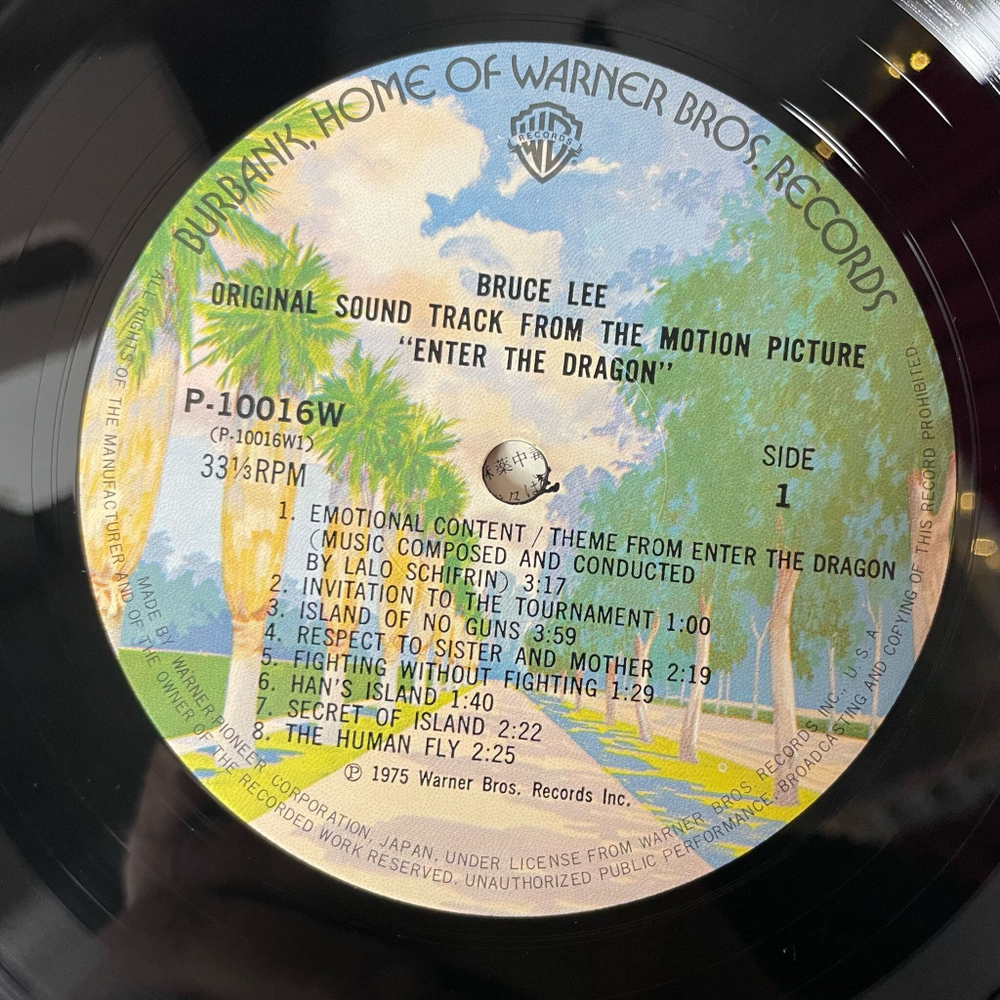 BURBANK, HOME OF WARNER BROS. RECORDS
RECORDS
BRUCE LEE
ORIGINAL SOUND TRACK FROM THE MOTION PICTURE
"ENTER THE DRAGON"
P-10016W
(P-10016W1)
33⅓RPM
SIDE
1
1. EMOTIONAL CONTENT / THEME FROM ENTER THE DRAGON
(MUSIC COMPOSED AND CONDUCTED
BY LALO SCHIFRIN) 3:17
2. INVITATION TO THE TOURNAMENT 1:00
3. ISLAND OF NO GUNS 3:59
4. RESPECT TO SISTER AND MOTHER 2:19
5. FIGHTING WITHOUT FIGHTING 1:29
6. HAN'S ISLAND 1:40
7. SECRET OF ISLAND 2:22
8. THE HUMAN FLY 2:25
Ⓟ 1975 Warner Bros. Records Inc.
MADE BY WARNER-PIONEER CORPORATION, JAPAN, UNDER LICENSE FROM WARNER BROS. RECORDS INC., U.S.A.
ALL RIGHTS OF THE MANUFACTURER AND OF THE OWNER OF THE RECORDED WORK RESERVED. UNAUTHORIZED PUBLIC PERFORMANCE. BROADCASTING AND COPYING OF THIS RECORD PROHIBITED.